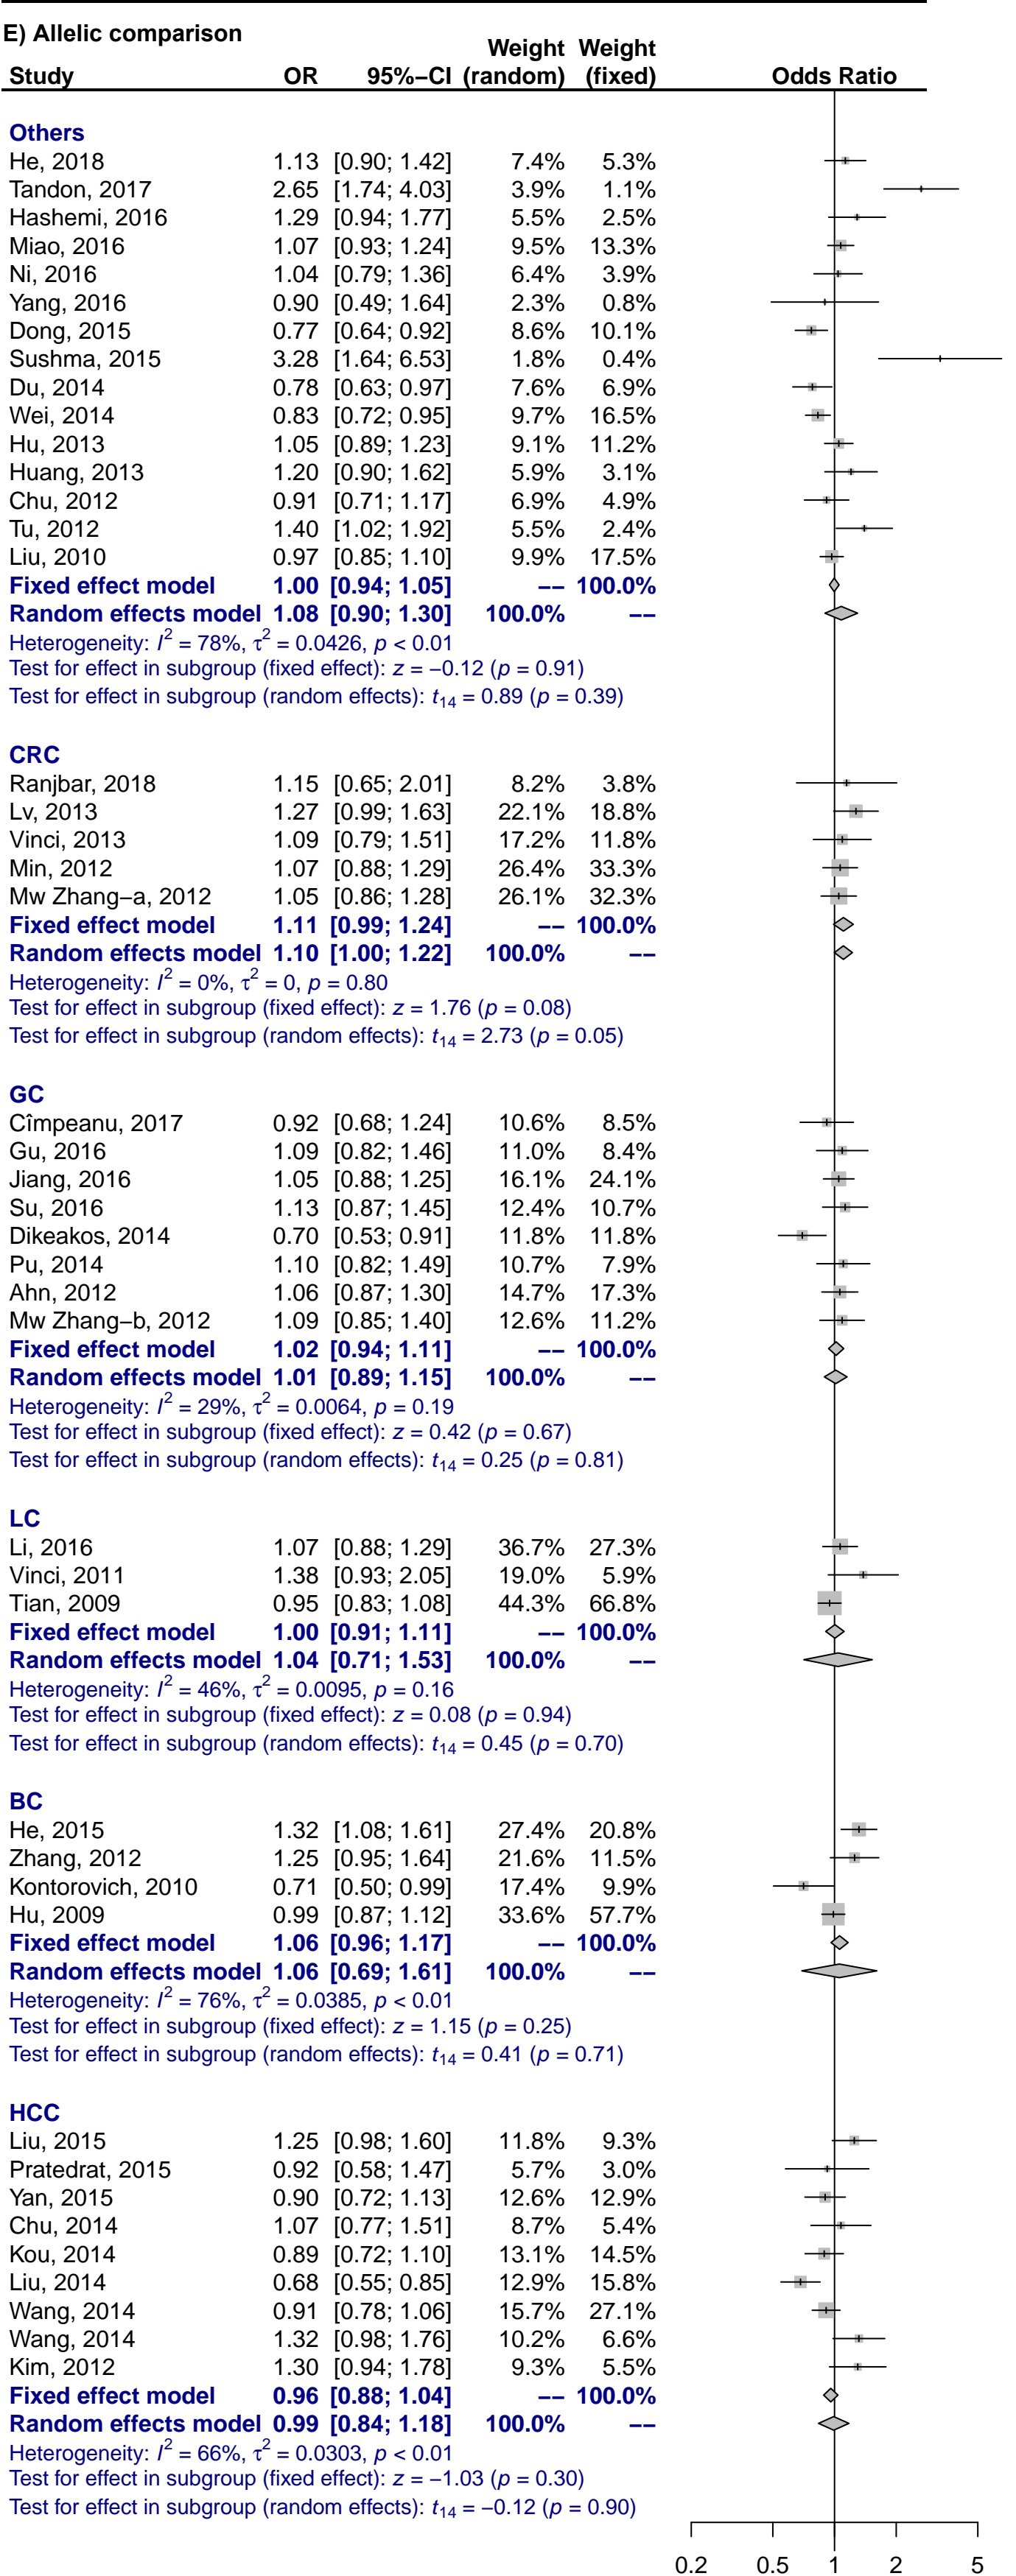 E) Allelic comparison
Weight Weight
Study OR 95%−CI (random) (fixed) Odds Ratio
Others
He, 2018 1.13 [0.90; 1.42] 7.4% 5.3%
Tandon, 2017 2.65 [1.74; 4.03] 3.9% 1.1%
Hashemi, 2016 1.29 [0.94; 1.77] 5.5% 2.5%
Miao, 2016 1.07 [0.93; 1.24] 9.5% 13.3%
Ni, 2016 1.04 [0.79; 1.36] 6.4% 3.9%
Yang, 2016 0.90 [0.49; 1.64] 2.3% 0.8%
Dong, 2015 0.77 [0.64; 0.92] 8.6% 10.1%
Sushma, 2015 3.28 [1.64; 6.53] 1.8% 0.4%
Du, 2014 0.78 [0.63; 0.97] 7.6% 6.9%
Wei, 2014 0.83 [0.72; 0.95] 9.7% 16.5%
Hu, 2013 1.05 [0.89; 1.23] 9.1% 11.2%
Huang, 2013 1.20 [0.90; 1.62] 5.9% 3.1%
Chu, 2012 0.91 [0.71; 1.17] 6.9% 4.9%
Tu, 2012 1.40 [1.02; 1.92] 5.5% 2.4%
Liu, 2010 0.97 [0.85; 1.10] 9.9% 17.5%
Fixed effect model 1.00 [0.94; 1.05] −− 100.0%
Random effects model 1.08 [0.90; 1.30] 100.0% −−
Heterogeneity: I² = 78%, τ² = 0.0426, p < 0.01
Test for effect in subgroup (fixed effect): z = −0.12 (p = 0.91)
Test for effect in subgroup (random effects): t₁₄ = 0.89 (p = 0.39)
CRC
Ranjbar, 2018 1.15 [0.65; 2.01] 8.2% 3.8%
Lv, 2013 1.27 [0.99; 1.63] 22.1% 18.8%
Vinci, 2013 1.09 [0.79; 1.51] 17.2% 11.8%
Min, 2012 1.07 [0.88; 1.29] 26.4% 33.3%
Mw Zhang−a, 2012 1.05 [0.86; 1.28] 26.1% 32.3%
Fixed effect model 1.11 [0.99; 1.24] −− 100.0%
Random effects model 1.10 [1.00; 1.22] 100.0% −−
Heterogeneity: I² = 0%, τ² = 0, p = 0.80
Test for effect in subgroup (fixed effect): z = 1.76 (p = 0.08)
Test for effect in subgroup (random effects): t₁₄ = 2.73 (p = 0.05)
GC
Cîmpeanu, 2017 0.92 [0.68; 1.24] 10.6% 8.5%
Gu, 2016 1.09 [0.82; 1.46] 11.0% 8.4%
Jiang, 2016 1.05 [0.88; 1.25] 16.1% 24.1%
Su, 2016 1.13 [0.87; 1.45] 12.4% 10.7%
Dikeakos, 2014 0.70 [0.53; 0.91] 11.8% 11.8%
Pu, 2014 1.10 [0.82; 1.49] 10.7% 7.9%
Ahn, 2012 1.06 [0.87; 1.30] 14.7% 17.3%
Mw Zhang−b, 2012 1.09 [0.85; 1.40] 12.6% 11.2%
Fixed effect model 1.02 [0.94; 1.11] −− 100.0%
Random effects model 1.01 [0.89; 1.15] 100.0% −−
Heterogeneity: I² = 29%, τ² = 0.0064, p = 0.19
Test for effect in subgroup (fixed effect): z = 0.42 (p = 0.67)
Test for effect in subgroup (random effects): t₁₄ = 0.25 (p = 0.81)
LC
Li, 2016 1.07 [0.88; 1.29] 36.7% 27.3%
Vinci, 2011 1.38 [0.93; 2.05] 19.0% 5.9%
Tian, 2009 0.95 [0.83; 1.08] 44.3% 66.8%
Fixed effect model 1.00 [0.91; 1.11] −− 100.0%
Random effects model 1.04 [0.71; 1.53] 100.0% −−
Heterogeneity: I² = 46%, τ² = 0.0095, p = 0.16
Test for effect in subgroup (fixed effect): z = 0.08 (p = 0.94)
Test for effect in subgroup (random effects): t₁₄ = 0.45 (p = 0.70)
BC
He, 2015 1.32 [1.08; 1.61] 27.4% 20.8%
Zhang, 2012 1.25 [0.95; 1.64] 21.6% 11.5%
Kontorovich, 2010 0.71 [0.50; 0.99] 17.4% 9.9%
Hu, 2009 0.99 [0.87; 1.12] 33.6% 57.7%
Fixed effect model 1.06 [0.96; 1.17] −− 100.0%
Random effects model 1.06 [0.69; 1.61] 100.0% −−
Heterogeneity: I² = 76%, τ² = 0.0385, p < 0.01
Test for effect in subgroup (fixed effect): z = 1.15 (p = 0.25)
Test for effect in subgroup (random effects): t₁₄ = 0.41 (p = 0.71)
HCC
Liu, 2015 1.25 [0.98; 1.60] 11.8% 9.3%
Pratedrat, 2015 0.92 [0.58; 1.47] 5.7% 3.0%
Yan, 2015 0.90 [0.72; 1.13] 12.6% 12.9%
Chu, 2014 1.07 [0.77; 1.51] 8.7% 5.4%
Kou, 2014 0.89 [0.72; 1.10] 13.1% 14.5%
Liu, 2014 0.68 [0.55; 0.85] 12.9% 15.8%
Wang, 2014 0.91 [0.78; 1.06] 15.7% 27.1%
Wang, 2014 1.32 [0.98; 1.76] 10.2% 6.6%
Kim, 2012 1.30 [0.94; 1.78] 9.3% 5.5%
Fixed effect model 0.96 [0.88; 1.04] −− 100.0%
Random effects model 0.99 [0.84; 1.18] 100.0% −−
Heterogeneity: I² = 66%, τ² = 0.0303, p < 0.01
Test for effect in subgroup (fixed effect): z = −1.03 (p = 0.30)
Test for effect in subgroup (random effects): t₁₄ = −0.12 (p = 0.90)
0.2 0.5 1 2 5